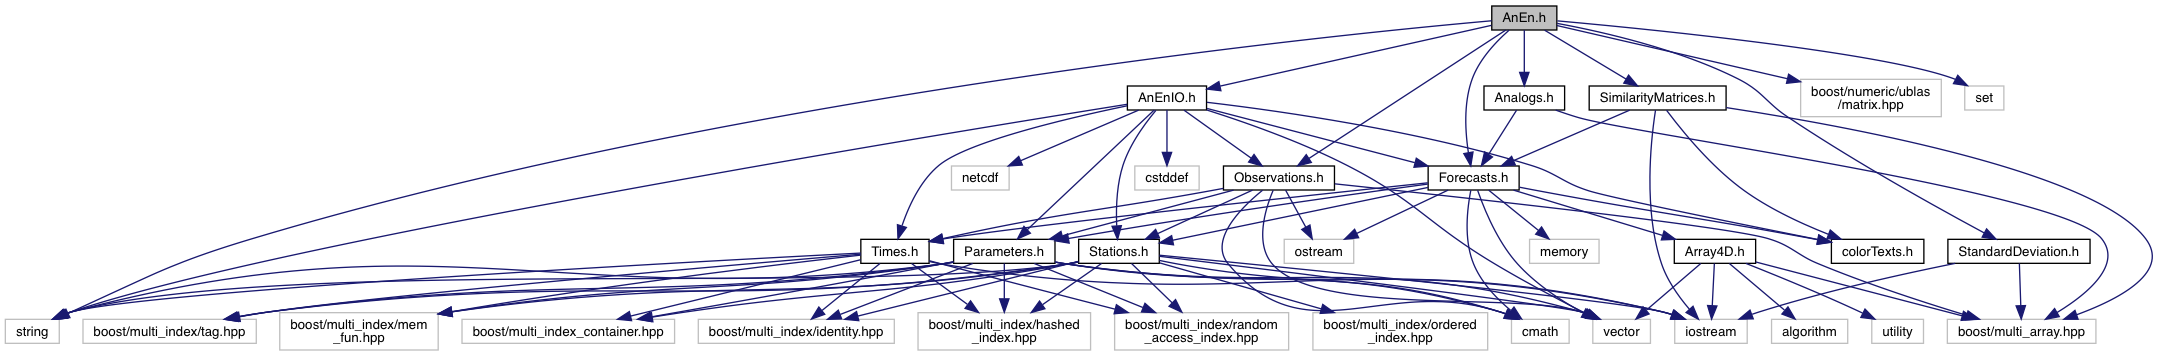 AnEn.h
AnEnIO.h
Analogs.h
SimilarityMatrices.h
boost/numeric/ublas
/matrix.hpp
set
netcdf
cstddef
Observations.h
Forecasts.h
Times.h
Parameters.h
Stations.h
ostream
memory
Array4D.h
colorTexts.h
StandardDeviation.h
string
boost/multi_index/tag.hpp
boost/multi_index/mem
_fun.hpp
boost/multi_index_container.hpp
boost/multi_index/identity.hpp
boost/multi_index/hashed
_index.hpp
boost/multi_index/random
_access_index.hpp
boost/multi_index/ordered
_index.hpp
cmath
vector
iostream
algorithm
utility
boost/multi_array.hpp